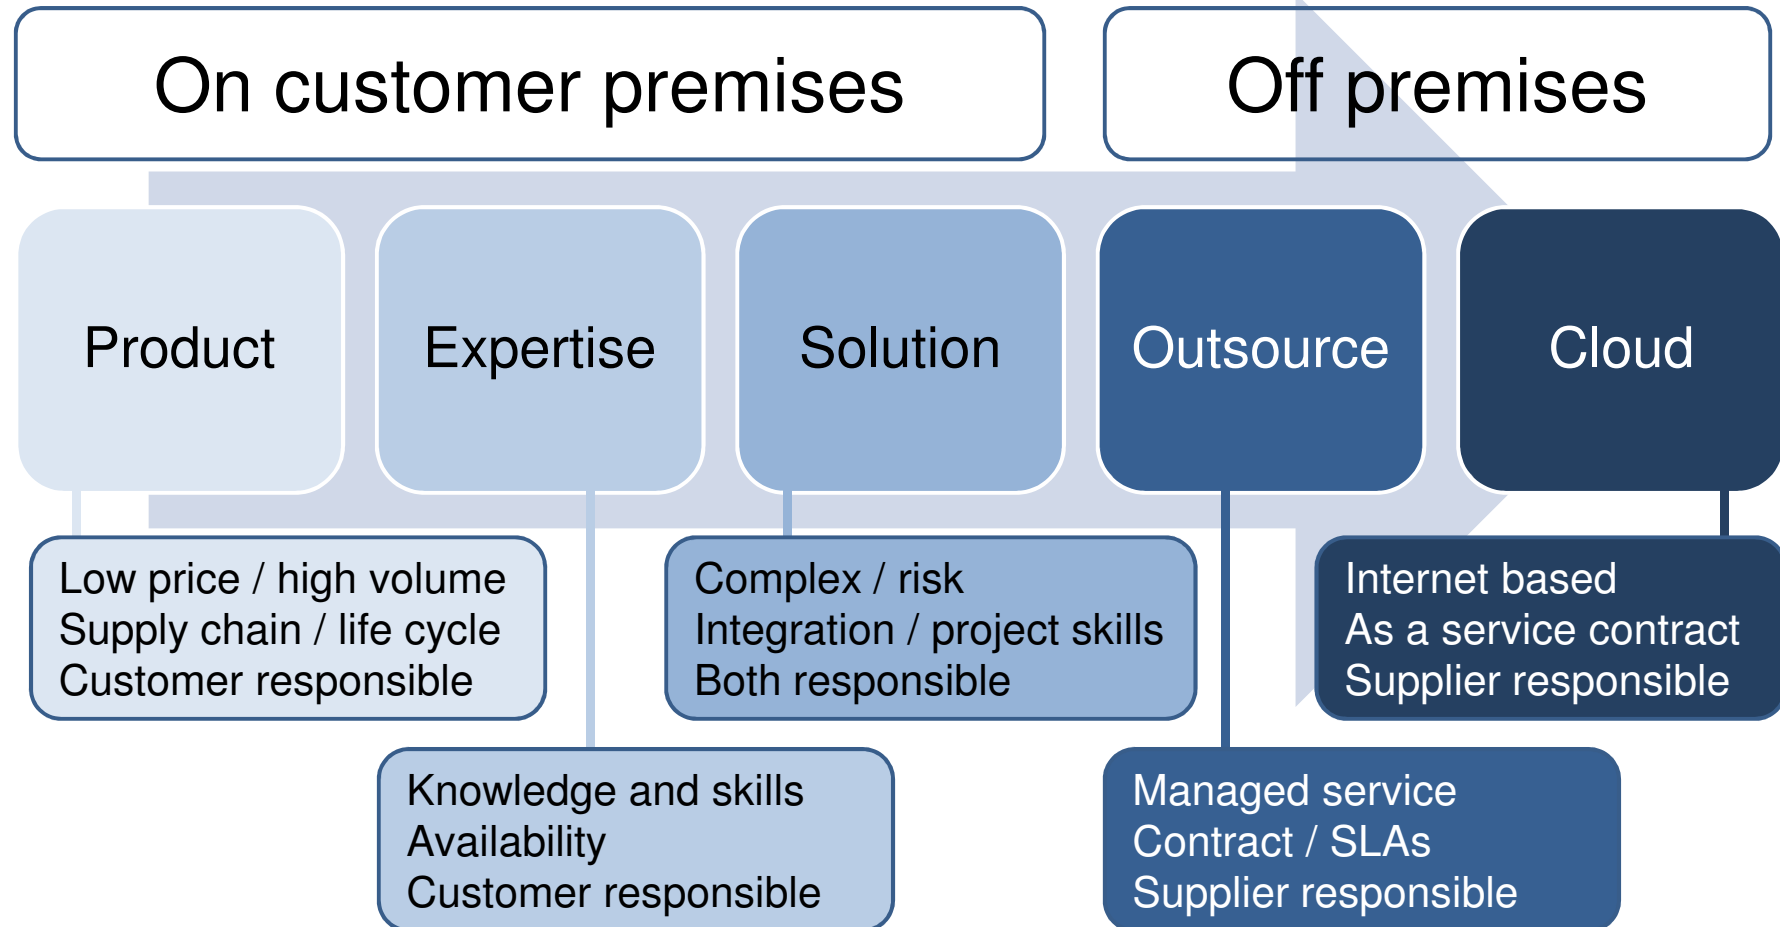 On customer premises
Off premises
Product
Expertise
Solution
Outsource
Cloud
Low price / high volume
Supply chain / life cycle
Customer responsible
Complex / risk
Integration / project skills
Both responsible
Internet based
As a service contract
Supplier responsible
Knowledge and skills
Availability
Customer responsible
Managed service
Contract / SLAs
Supplier responsible